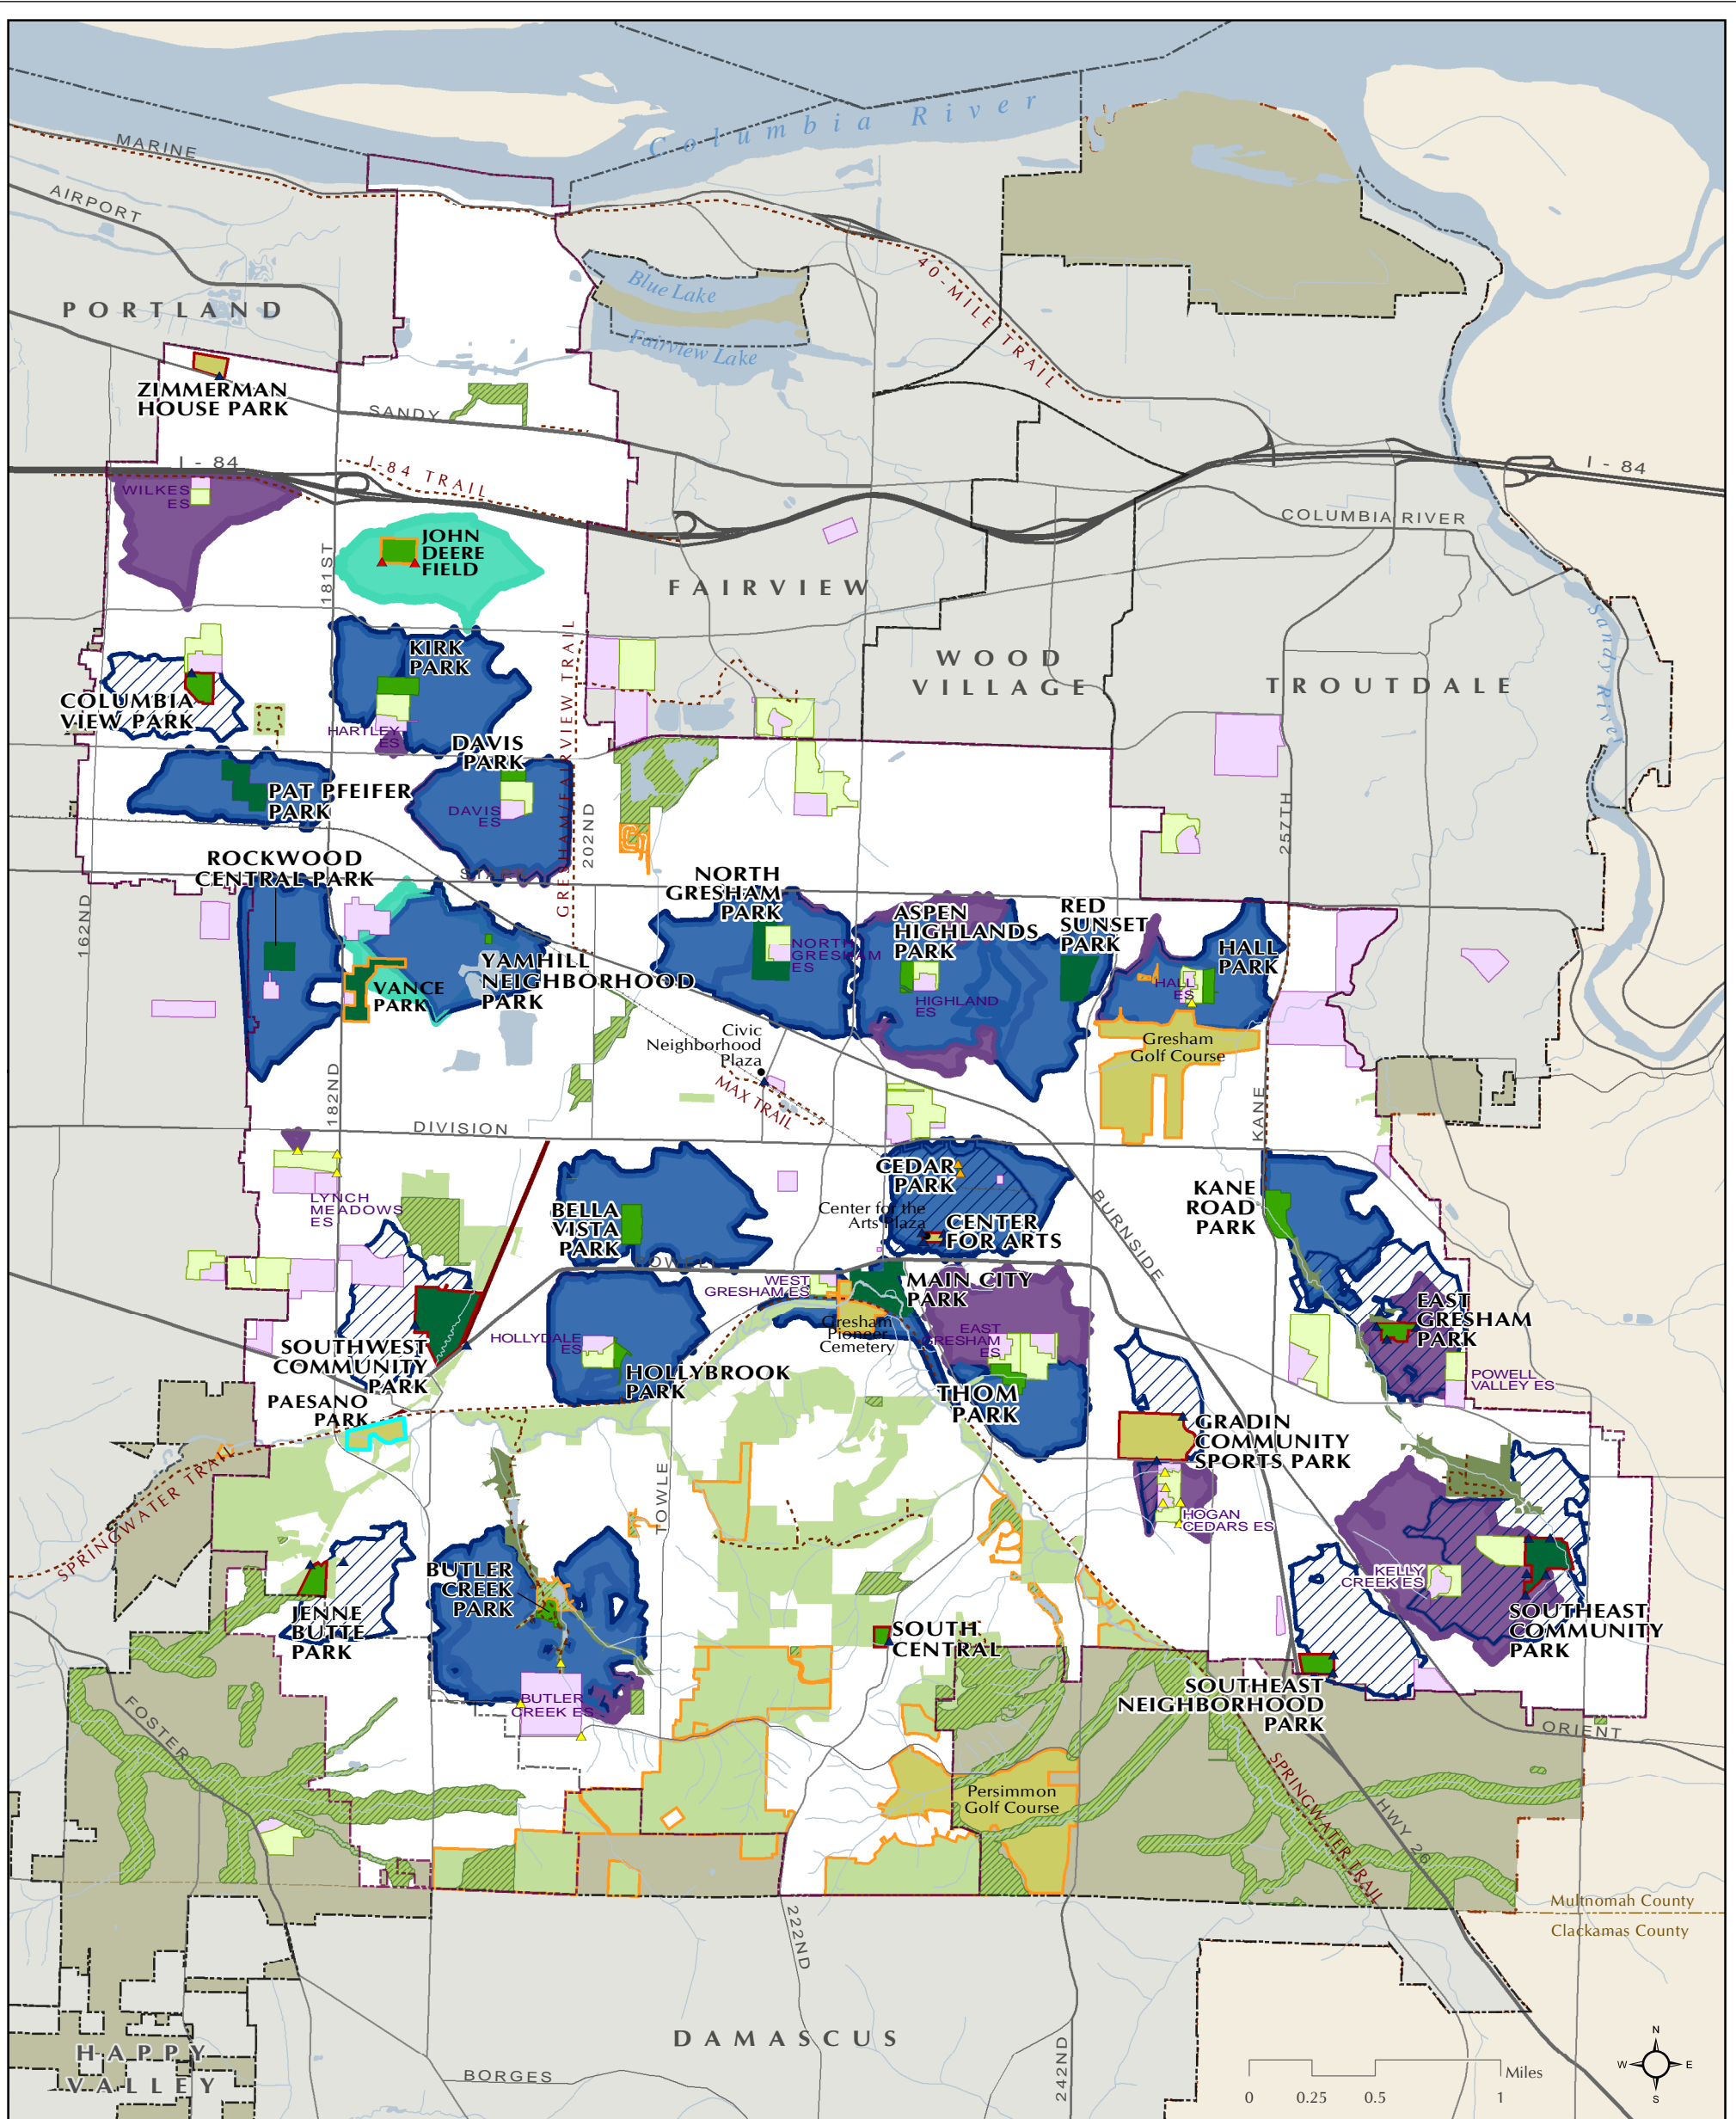 Columbia River
MARINE
AIRPORT
PORTLAND
Blue Lake
Fairview Lake
40-MILE TRAIL
ZIMMERMAN
HOUSE PARK
SANDY
I - 84
I-84 TRAIL
I - 84
WILKES
ES
COLUMBIA RIVER
181ST
JOHN
DEERE
FIELD
FAIRVIEW
Sandy River
KIRK
PARK
WOOD
VILLAGE
TROUTDALE
COLUMBIA
VIEW PARK
HARTLEY
ES
GRESHAM/FAIRVIEW TRAIL
DAVIS
PARK
PAT PFEIFER
PARK
DAVIS
ES
202ND
257TH
ROCKWOOD
CENTRAL PARK
STARK
162ND
NORTH
GRESHAM
PARK
NORTH
GRESHAM
ES
ASPEN
HIGHLANDS
PARK
HIGHLAND
ES
RED
SUNSET
PARK
HALL
PARK
HALL
ES
YAMHILL
NEIGHBORHOOD
PARK
VANCE
PARK
Civic
Neighborhood
Plaza
MAX TRAIL
Gresham
Golf Course
182ND
DIVISION
KANE
CEDAR
PARK
LYNCH
MEADOWS
ES
BELLA
VISTA
PARK
Center for the
Arts Plaza
CENTER
FOR ARTS
BURNSIDE
KANE
ROAD
PARK
POWELL
WEST
GRESHAM ES
MAIN CITY
PARK
Gresham
Pioneer
Cemetery
EAST
GRESHAM
ES
EAST
GRESHAM
PARK
SOUTHWEST
COMMUNITY
PARK
HOLLYDALE
ES
HOLLYBROOK
PARK
THOM
PARK
POWELL
VALLEY ES
PAESANO
PARK
GRADIN
COMMUNITY
SPORTS PARK
SPRINGWATER TRAIL
TOWLE
HOGAN
CEDARS ES
BUTLER
CREEK
PARK
KELLY
CREEK ES
JENNE
BUTTE
PARK
SOUTH
CENTRAL
SOUTHEAST
COMMUNITY
PARK
BUTLER
CREEK ES
SOUTHEAST
NEIGHBORHOOD
PARK
FOSTER
ORIENT
SPRINGWATER TRAIL
HWY 26
Persimmon
Golf Course
Multnomah County
Clackamas County
222ND
DAMASCUS
HAPPY
VALLEY
BORGES
242ND
Miles
0 0.25 0.5 1
N
W E
S